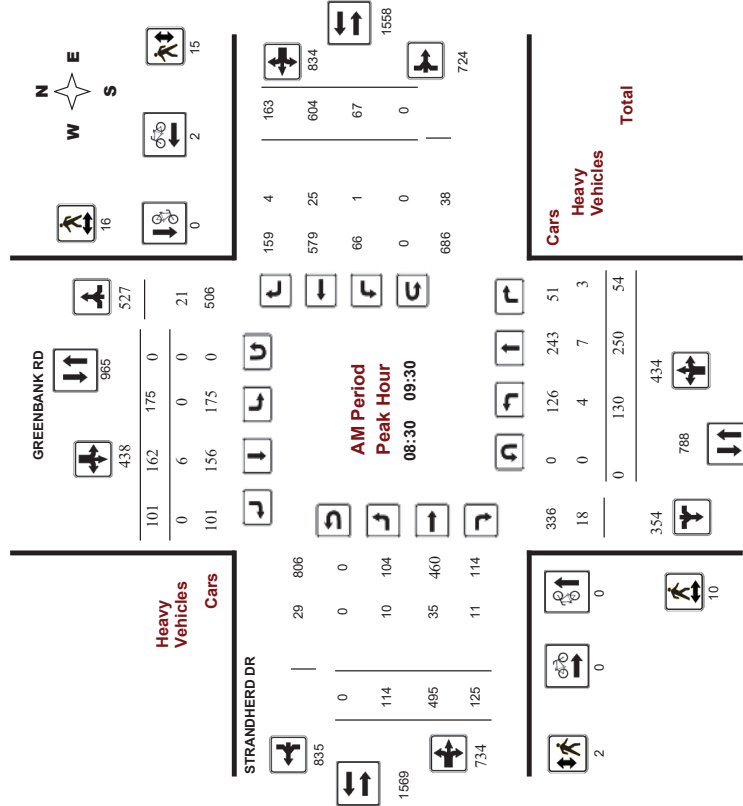 N
W E
S
15
2
16
0
GREENBANK RD
965
438
527
101 162 175 0
0 6 0 0 21
101 156 175 0 506
Heavy
Vehicles
Cars
1558
834
724
159 4 163
579 25 604
66 1 67
0 0 0
686 38
AM Period
Peak Hour
08:30 09:30
STRANDHERD DR
29 806
835
0 0 0
114 10 104
495 35 460
125 11 114
1569
734
Cars
Heavy
Vehicles
Total
336 0 126 243 51
18 0 4 7 3
0 130 250 54
354
434
788
0
0
10
2